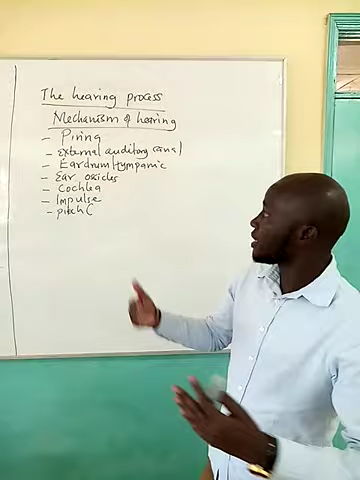 The hearing process
Mechanism of hearing
- Pinna
- External auditory canal
- Eardrum/tympanic
- Ear ossicles
- Cochlea
- Impulse
- pitch (